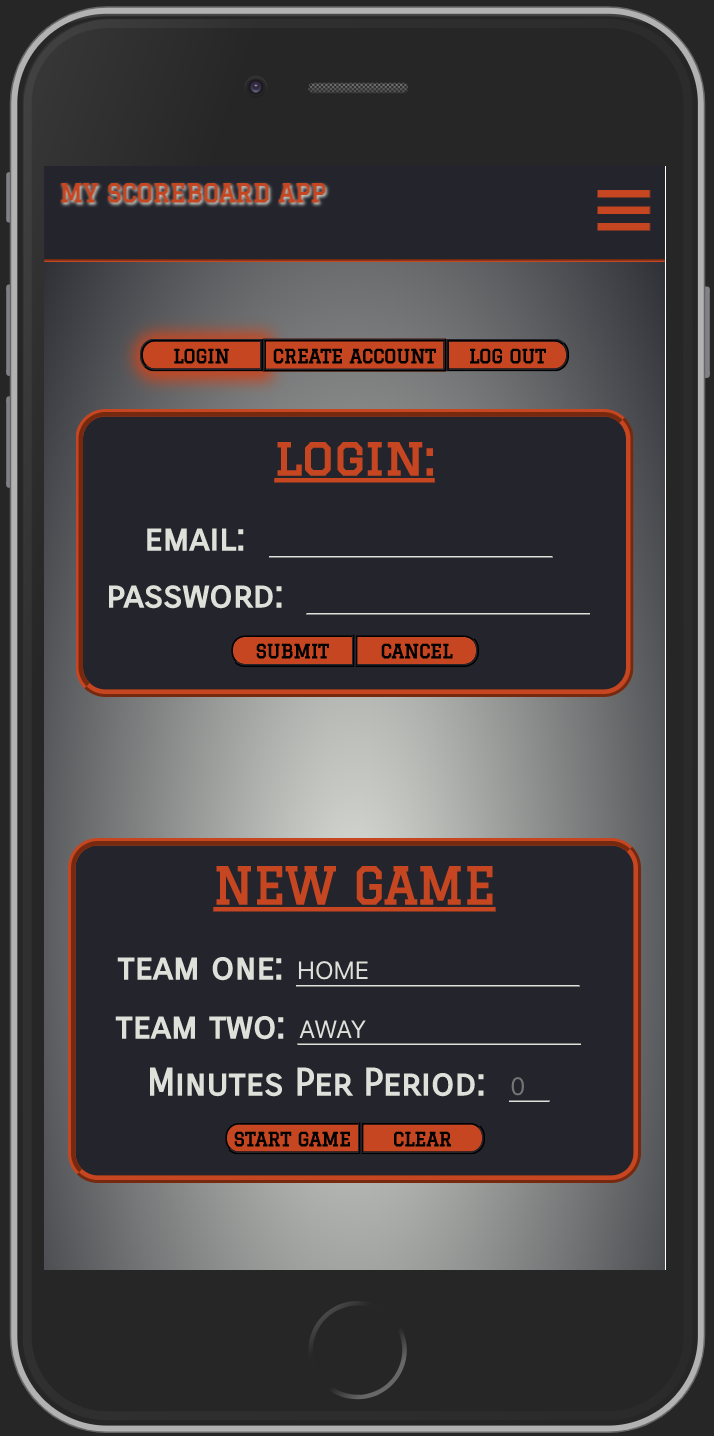 MY SCOREBOARD APP
LOGIN CREATE ACCOUNT LOG OUT
LOGIN:
EMAIL:
PASSWORD:
SUBMIT CANCEL
NEW GAME
TEAM ONE: HOME
TEAM TWO: AWAY
MINUTES PER PERIOD: 0
START GAME CLEAR